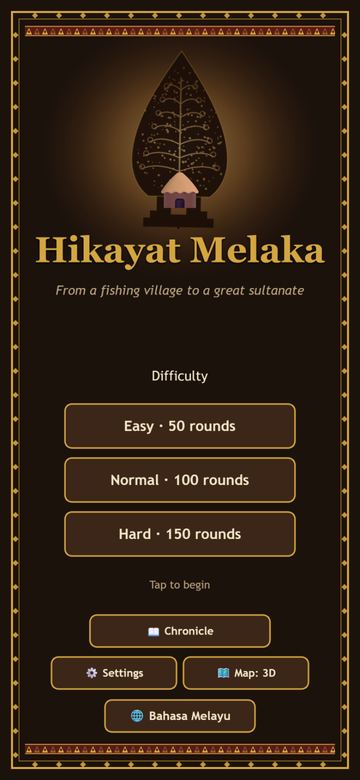 Hikayat Melaka
From a fishing village to a great sultanate
Difficulty
Easy · 50 rounds
Normal · 100 rounds
Hard · 150 rounds
Tap to begin
Chronicle
Settings
Map: 3D
Bahasa Melayu